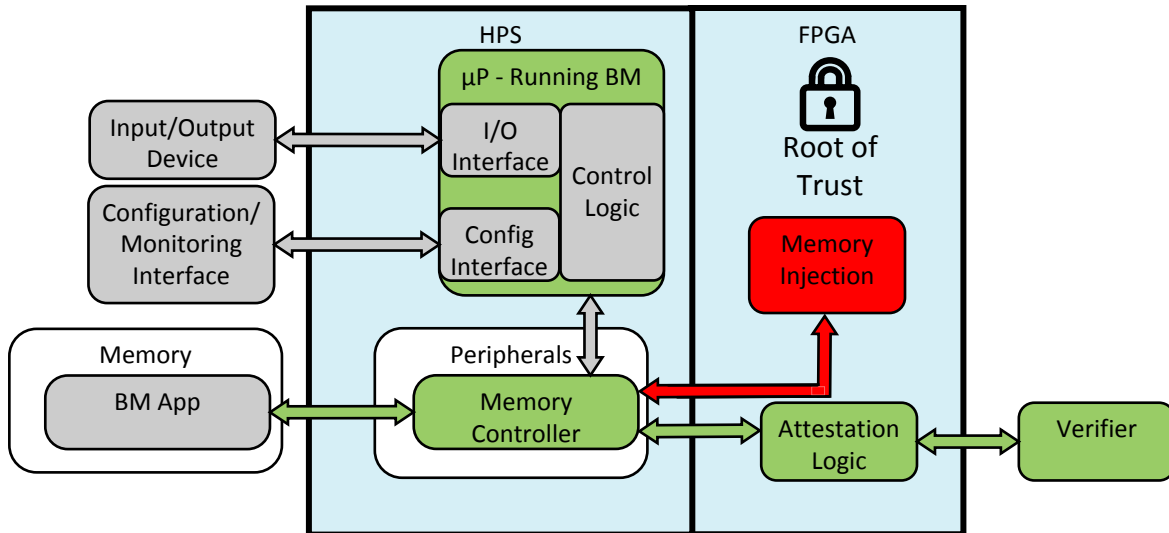 HPS
FPGA
µP - Running BM
Input/Output
Device
I/O
Interface
Control
Logic
Root of
Trust
Configuration/
Monitoring
Interface
Config
Interface
Memory
Injection
Memory
BM App
Peripherals
Memory
Controller
Attestation
Logic
Verifier